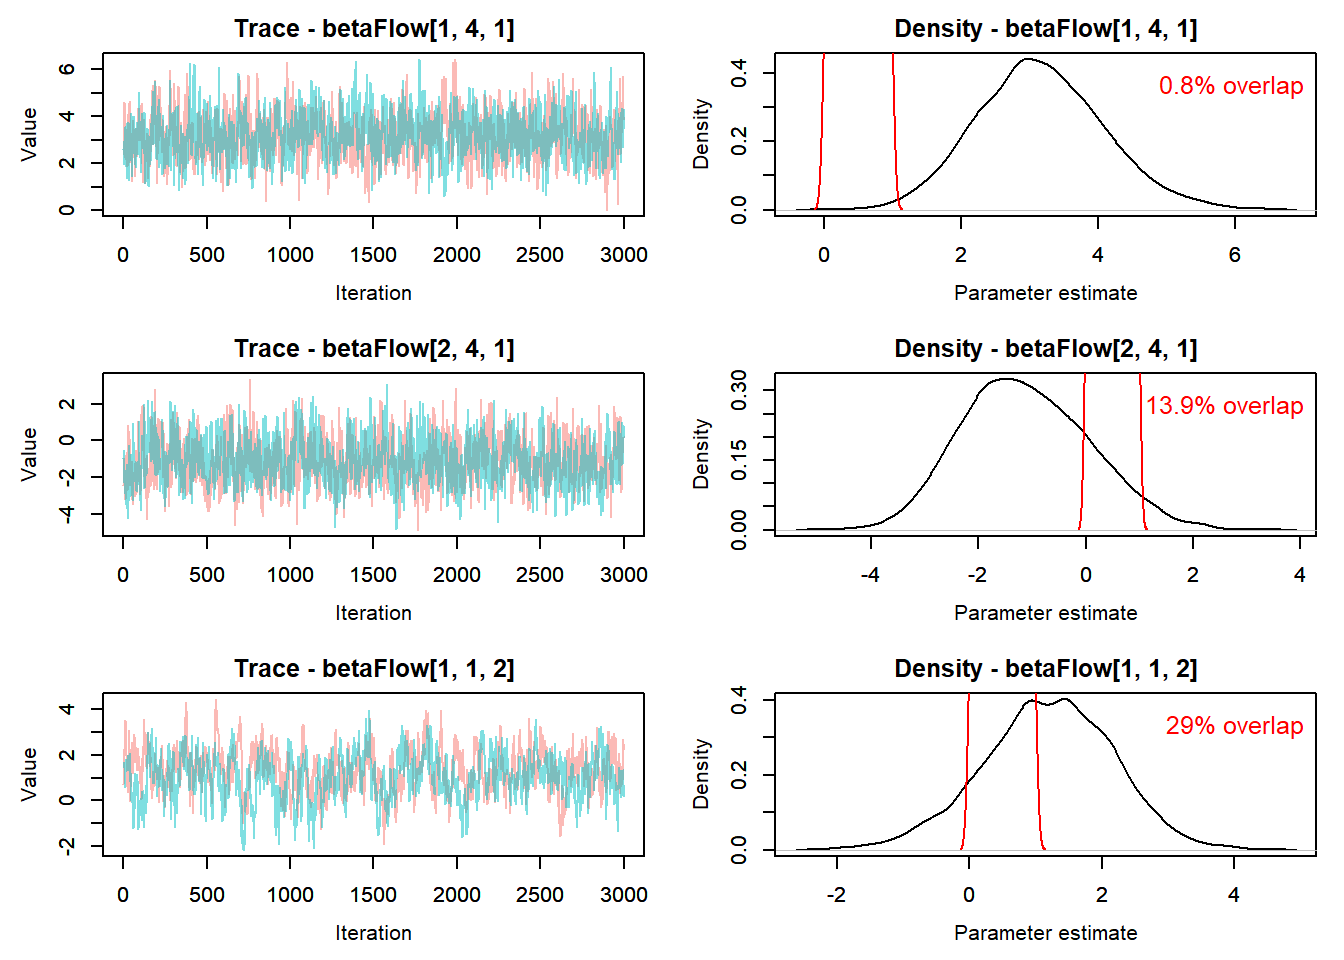 Trace - betaFlow[1, 4, 1]
Value
0 2 4 6
0 500 1000 1500 2000 2500 3000
Iteration
Density - betaFlow[1, 4, 1]
Density
0.0 0.2 0.4
0.8% overlap
0 2 4 6
Parameter estimate
Trace - betaFlow[2, 4, 1]
Value
-4 -2 0 2
0 500 1000 1500 2000 2500 3000
Iteration
Density - betaFlow[2, 4, 1]
Density
0.00 0.15 0.30
13.9% overlap
-4 -2 0 2 4
Parameter estimate
Trace - betaFlow[1, 1, 2]
Value
-2 0 2 4
0 500 1000 1500 2000 2500 3000
Iteration
Density - betaFlow[1, 1, 2]
Density
0.0 0.2 0.4
29% overlap
-2 0 2 4
Parameter estimate